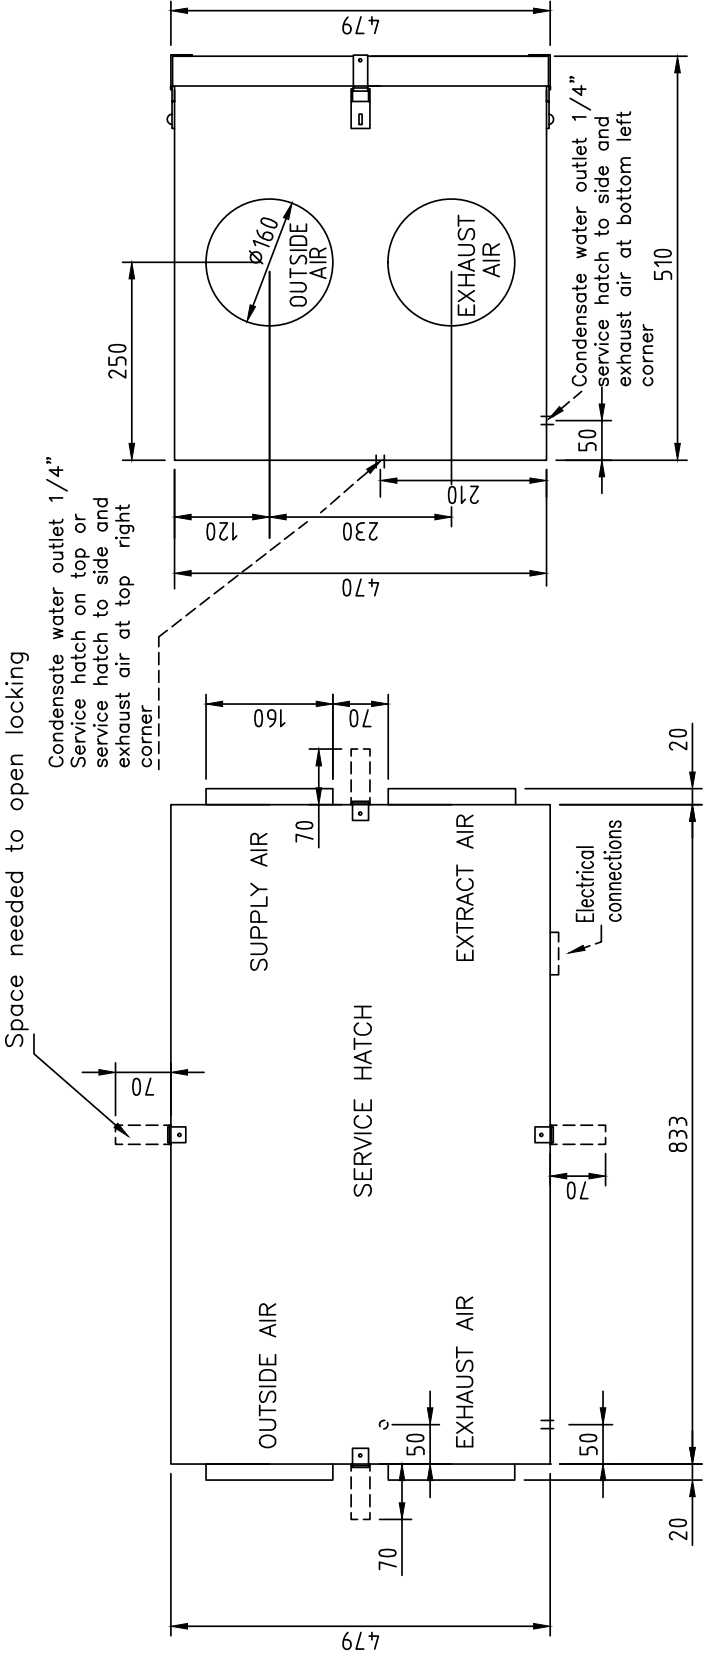 Space needed to open locking
Condensate water outlet 1/4"
Service hatch on top or
service hatch to side and
exhaust air at top right
corner
479
70
OUTSIDE AIR
SUPPLY AIR
SERVICE HATCH
EXHAUST AIR
EXTRACT AIR
50
70
70
160
70
70
50
20
833
20
Electrical
connections
479
250
120
230
210
470
Ø160
OUTSIDE
AIR
EXHAUST
AIR
50
510
Condensate water outlet 1/4"
service hatch to side and
exhaust air at bottom left
corner